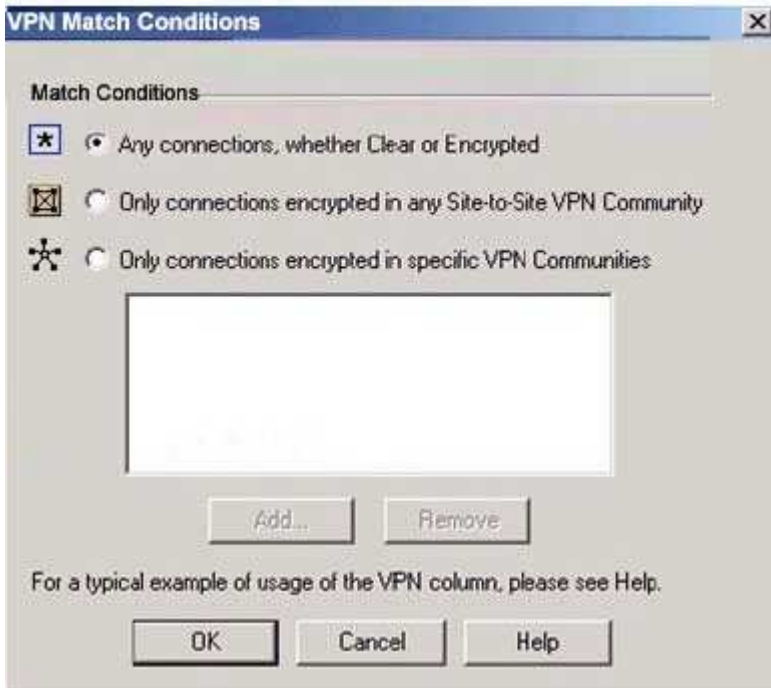 VPN Match Conditions
Match Conditions
Any connections, whether Clear or Encrypted
Only connections encrypted in any Site-to-Site VPN Community
Only connections encrypted in specific VPN Communities
Add...
Remove
For a typical example of usage of the VPN column, please see Help.
OK
Cancel
Help